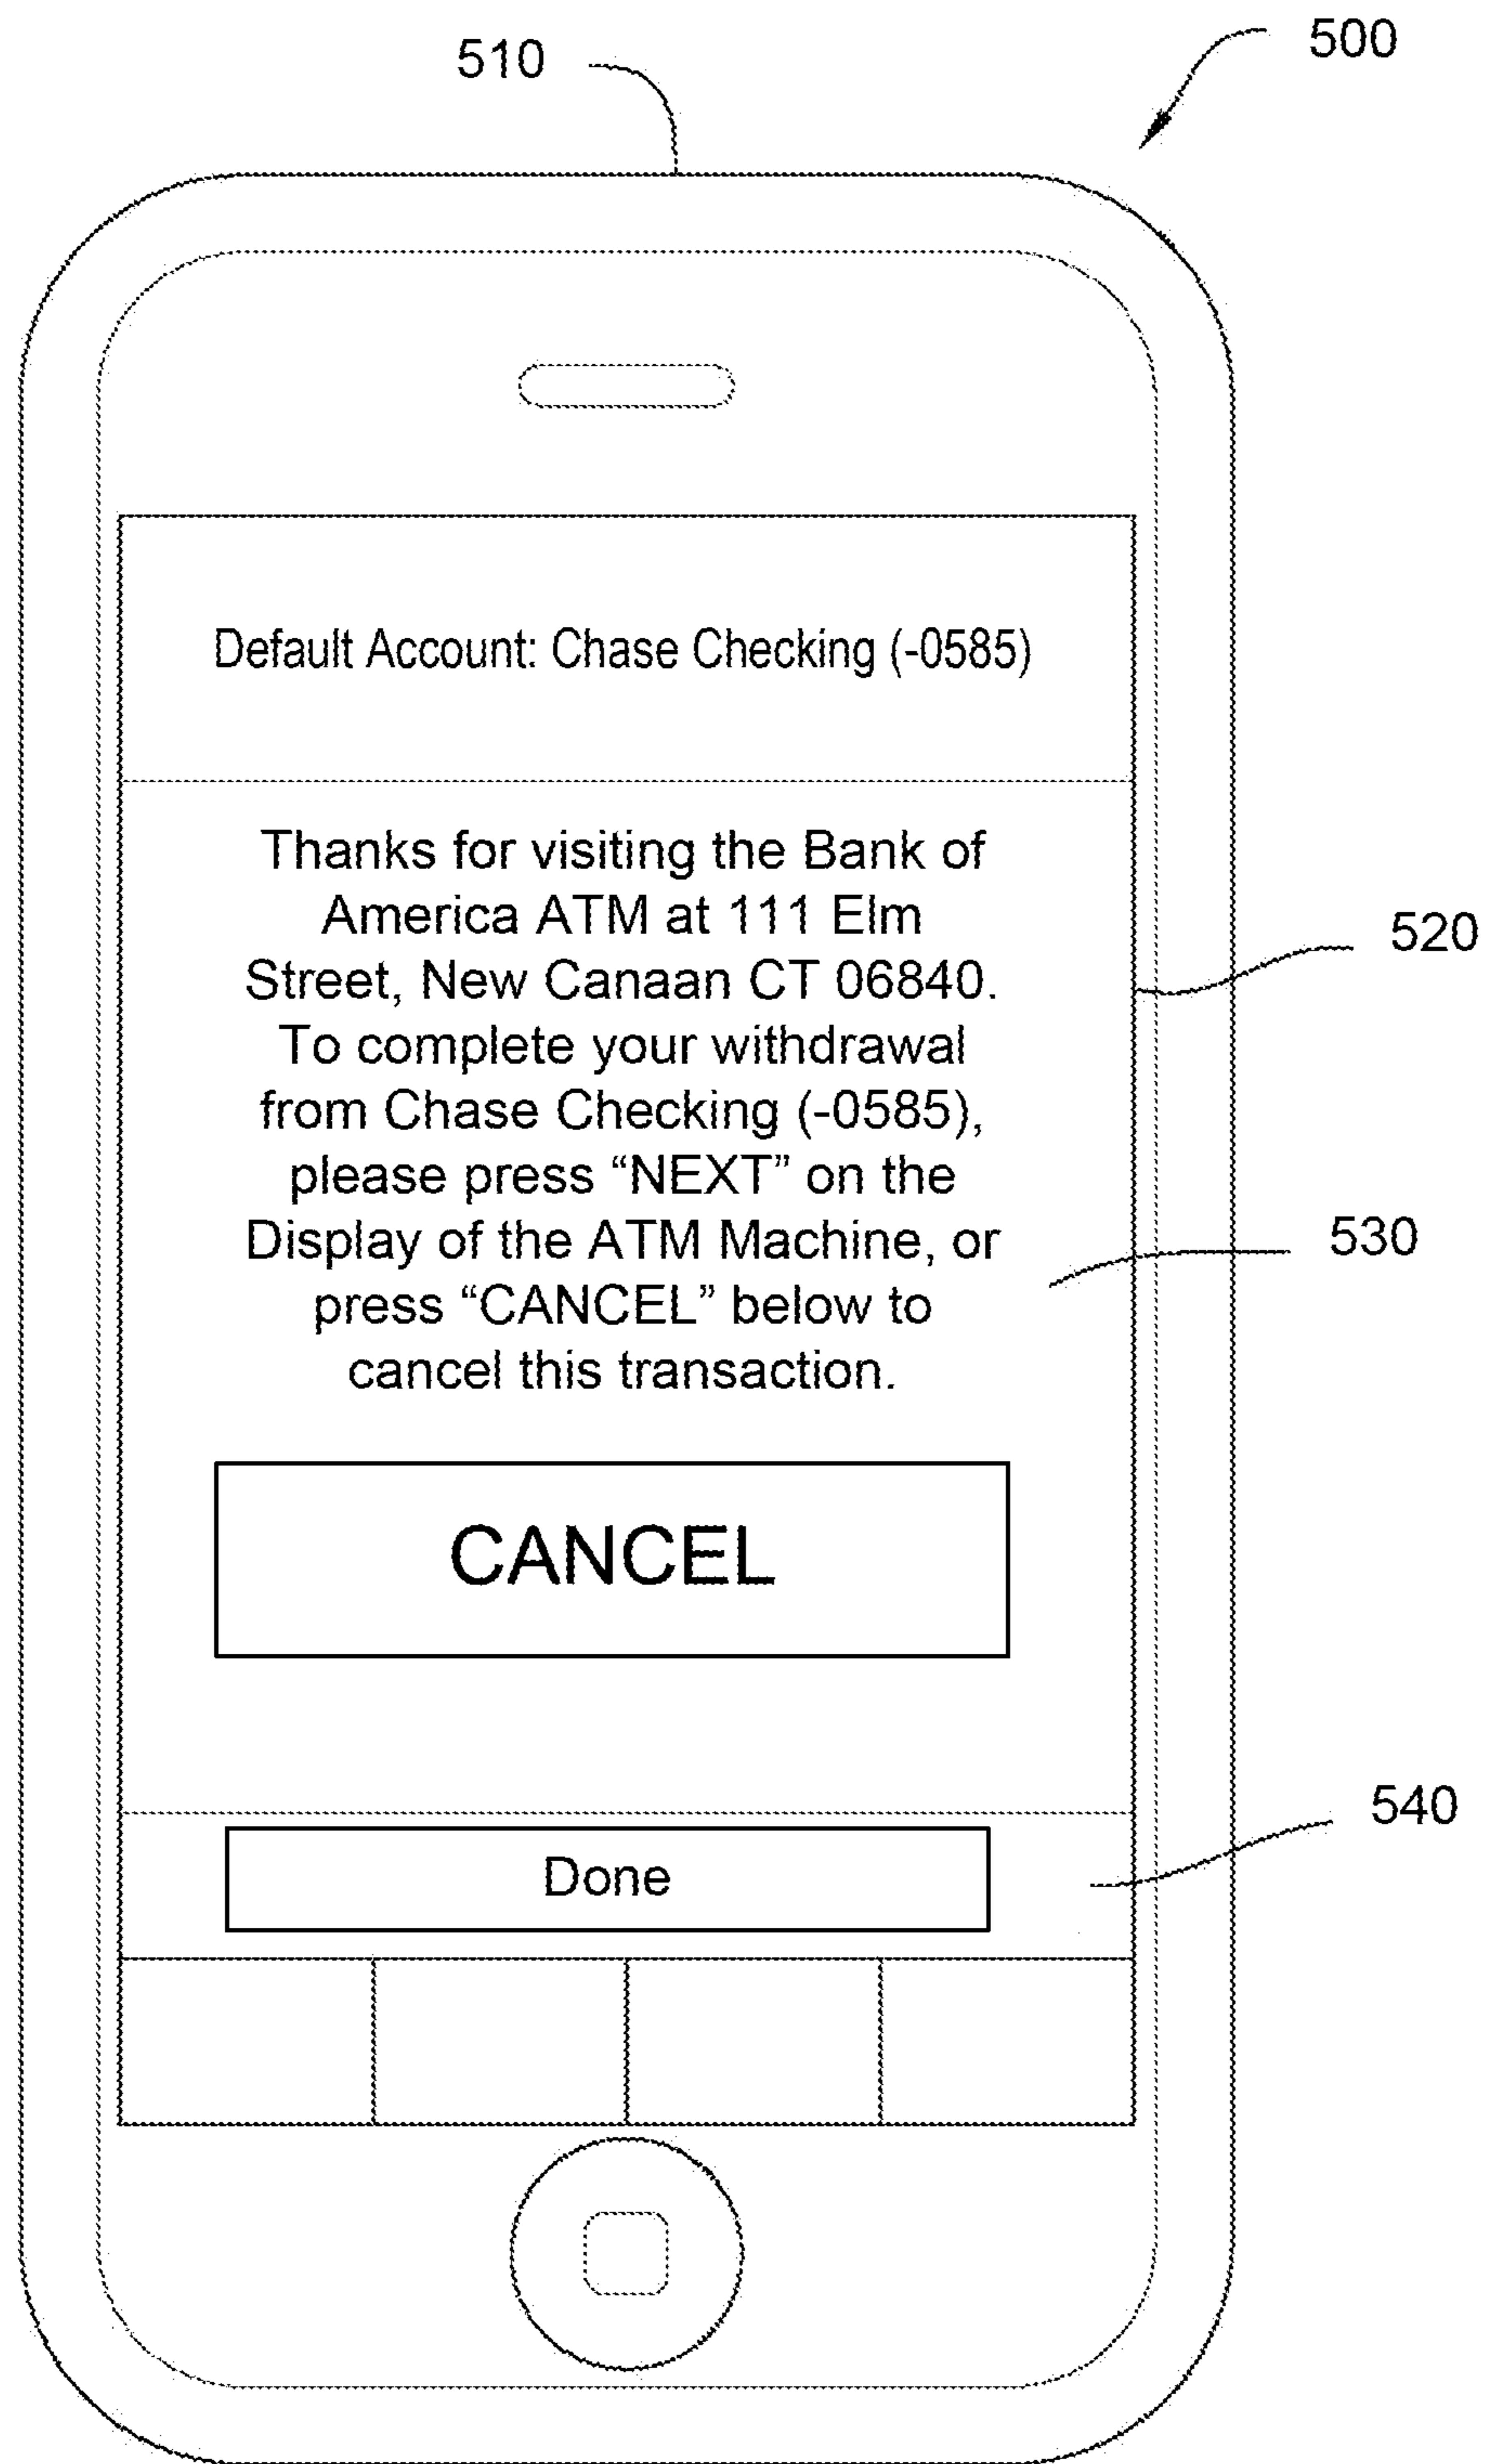 510
500
Default Account: Chase Checking (-0585)
Thanks for visiting the Bank of
America ATM at 111 Elm
Street, New Canaan CT 06840.
To complete your withdrawal
from Chase Checking (-0585),
please press “NEXT” on the
Display of the ATM Machine, or
press “CANCEL” below to
cancel this transaction.
520
530
CANCEL
540
Done